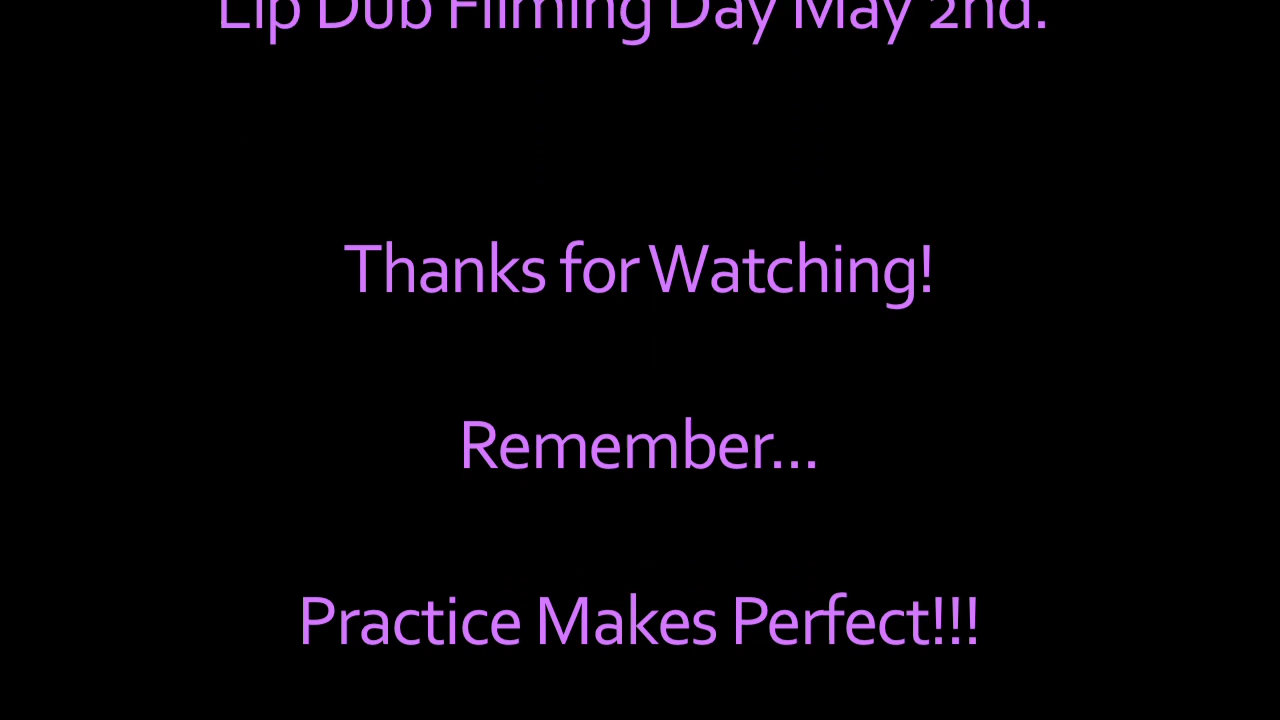 Lip Dub Filming Day May 2nd.
Thanks for Watching!
Remember...
Practice Makes Perfect!!!